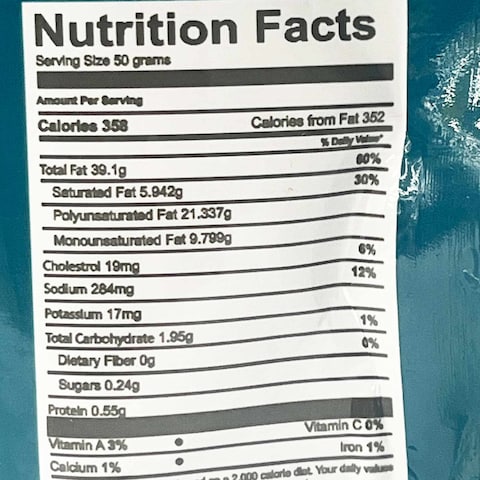 Nutrition Facts
Serving Size 50 grams
Amount Per Serving
Calories 358 Calories from Fat 352
% Daily Value*
Total Fat 39.1g 60%
Saturated Fat 5.942g 30%
Polyunsaturated Fat 21.337g
Monounsaturated Fat 9.799g
Cholestrol 19mg 6%
Sodium 284mg 12%
Potassium 17mg
Total Carbohydrate 1.95g 1%
Dietary Fiber 0g 0%
Sugars 0.24g
Protein 0.55g
Vitamin A 3% • Vitamin C 0%
Calcium 1% • Iron 1%
2,000 calorie diet. Your daily values